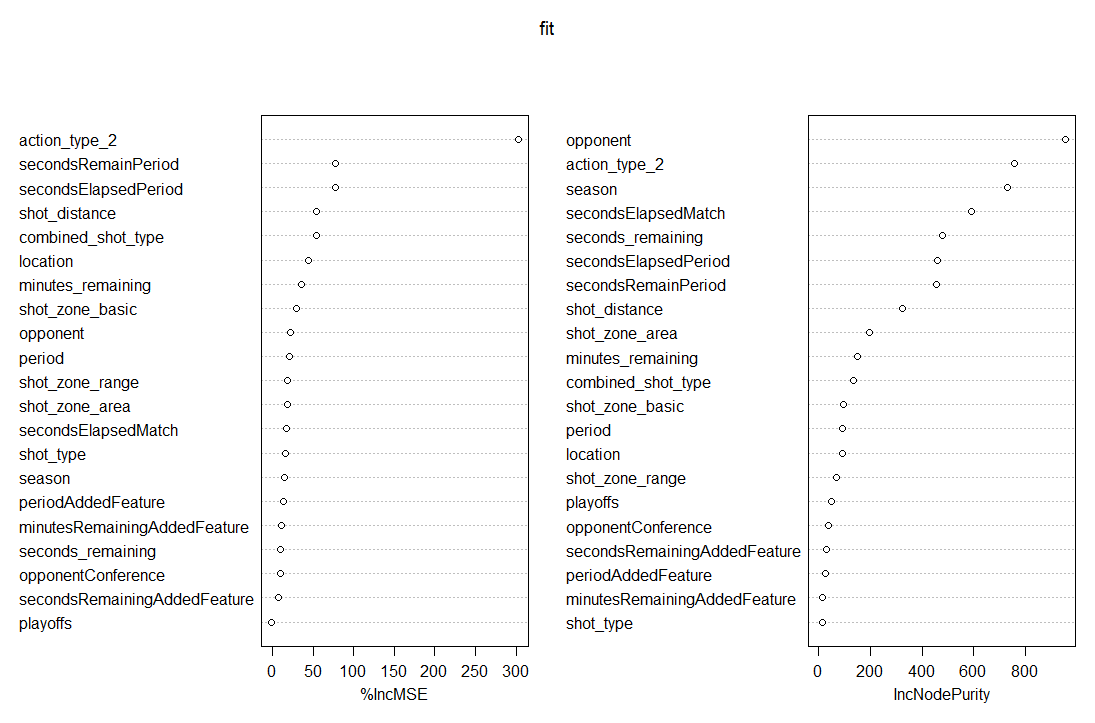 fit
action_type_2
secondsRemainPeriod
secondsElapsedPeriod
shot_distance
combined_shot_type
location
minutes_remaining
shot_zone_basic
opponent
period
shot_zone_range
shot_zone_area
secondsElapsedMatch
shot_type
season
periodAddedFeature
minutesRemainingAddedFeature
seconds_remaining
opponentConference
secondsRemainingAddedFeature
playoffs
0 50 100 150 200 250 300
%IncMSE
opponent
action_type_2
season
secondsElapsedMatch
seconds_remaining
secondsElapsedPeriod
secondsRemainPeriod
shot_distance
shot_zone_area
minutes_remaining
combined_shot_type
shot_zone_basic
period
location
shot_zone_range
playoffs
opponentConference
secondsRemainingAddedFeature
periodAddedFeature
minutesRemainingAddedFeature
shot_type
0 200 400 600 800
IncNodePurity